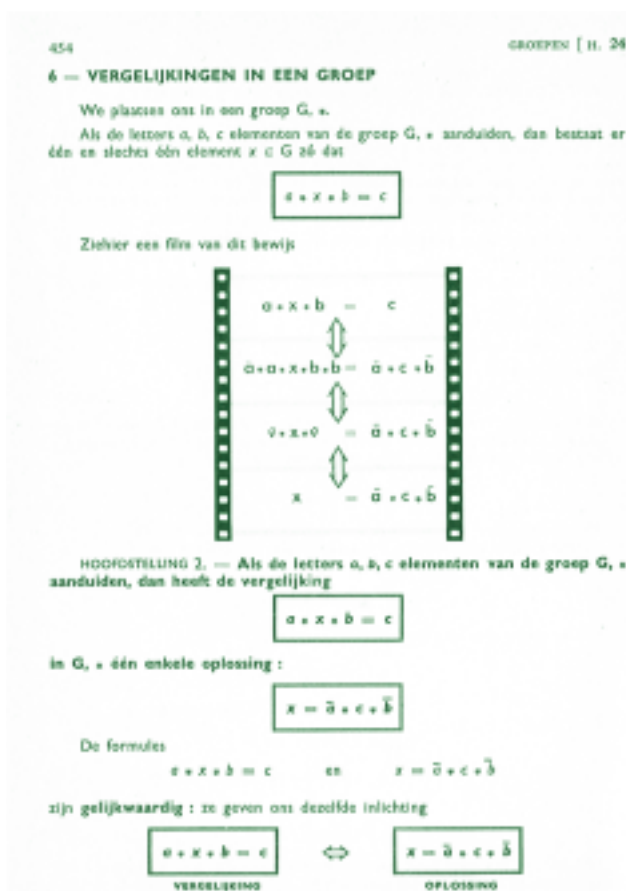 454 GROEPEN [ H. 24
6 — VERGELIJKINGEN IN EEN GROEP
We plaatsen ons in een groep G, *.
Als de letters a, b, c elementen van de groep G, * aanduiden, dan bestaat er
één en slechts één element x ∈ G zó dat
a * x * b = c
Ziehier een film van dit bewijs
a * x * b = c
ā * a * x * b * b̄ = ā * c * b̄
* x * = ā * c * b̄
x = ā * c * b̄
HOOFDSTELLING 2. — Als de letters a, b, c elementen van de groep G, *
aanduiden, dan heeft de vergelijking
a * x * b = c
in G, * één enkele oplossing :
x = ā * c * b̄
De formules
a * x * b = c en x = ā * c * b̄
zijn gelijkwaardig : ze geven ons dezelfde inlichting
a * x * b = c ⇔ x = ā * c * b̄
VERGELIJKING OPLOSSING